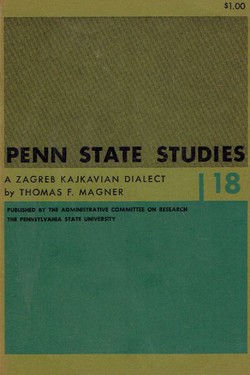 $1.00
PENN STATE STUDIES
A ZAGREB KAJKAVIAN DIALECT
by THOMAS F. MAGNER
| 18
PUBLISHED BY THE ADMINISTRATIVE COMMITTEE ON RESEARCH
THE PENNSYLVANIA STATE UNIVERSITY